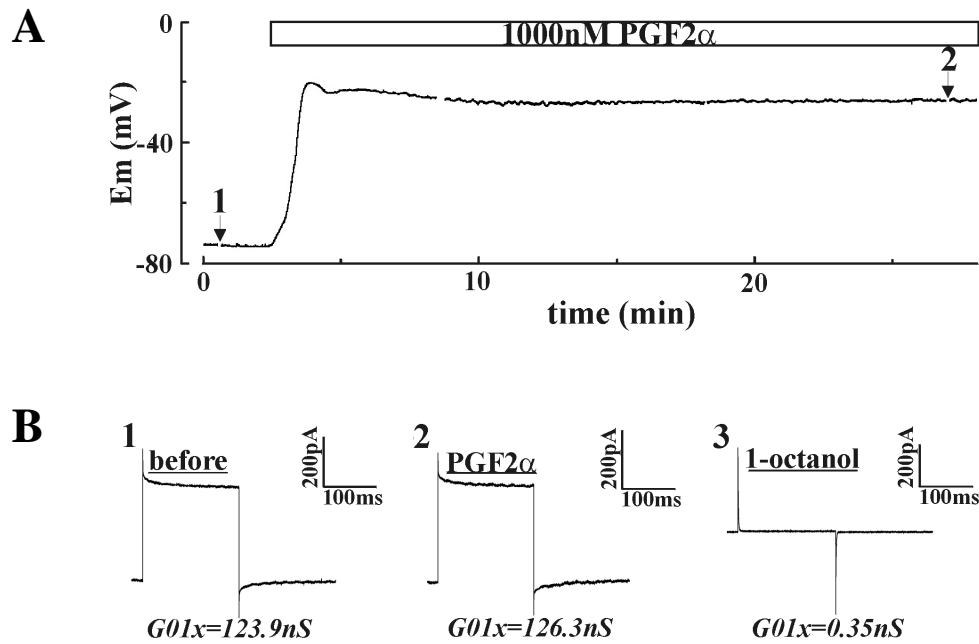 A
1000nM PGF2α
0
-40
-80
Em (mV)
1
2
0 10 20
time (min)
B
1 before
200pA
100ms
G01x=123.9nS
2 PGF2α
200pA
100ms
G01x=126.3nS
3 1-octanol
200pA
100ms
G01x=0.35nS